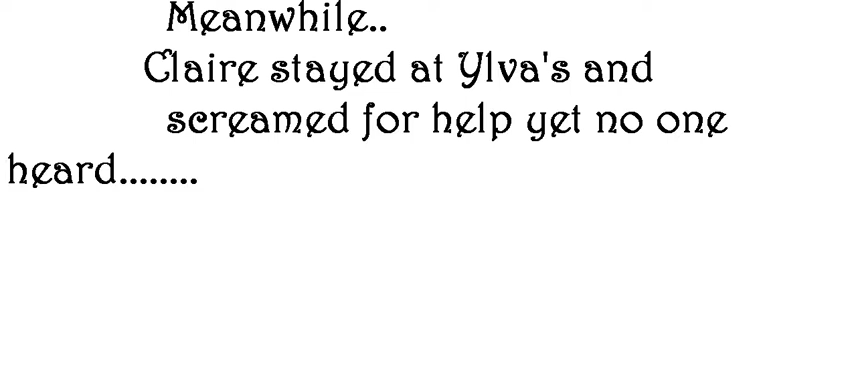 Meanwhile..
Claire stayed at Ylva's and
screamed for help yet no one
heard........